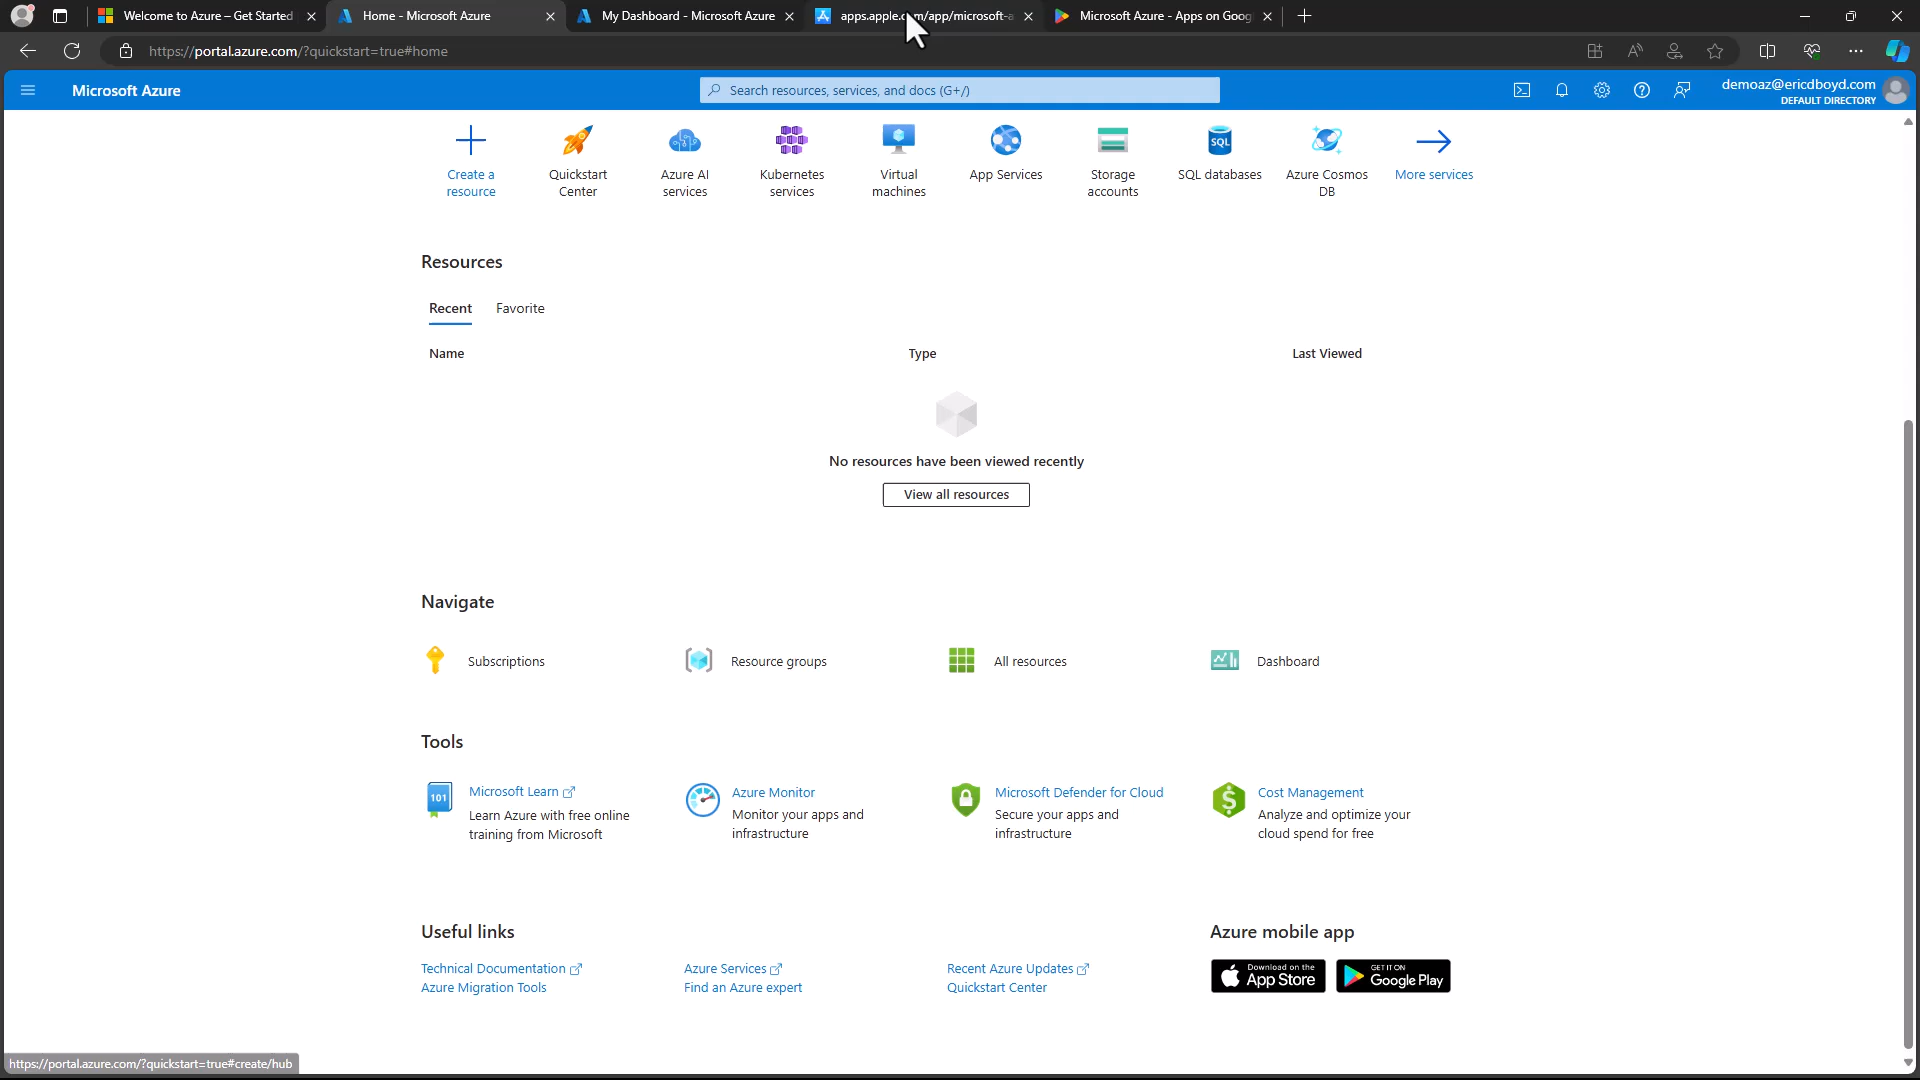 Welcome to Azure – Get Started
Home - Microsoft Azure
My Dashboard - Microsoft Azure
apps.apple.c m/app/microsoft-a
Microsoft Azure - Apps on Goog
https://portal.azure.com/?quickstart=true#home
Microsoft Azure
Search resources, services, and docs (G+/)
demoaz@ericdboyd.com
DEFAULT DIRECTORY
Create a
resource
Quickstart
Center
Azure AI
services
Kubernetes
services
Virtual
machines
App Services
Storage
accounts
SQL
SQL databases
Azure Cosmos
DB
More services
Resources
Recent
Favorite
Name
Type
Last Viewed
No resources have been viewed recently
View all resources
Navigate
Subscriptions
Resource groups
All resources
Dashboard
Tools
101
Microsoft Learn
Learn Azure with free online
training from Microsoft
Azure Monitor
Monitor your apps and
infrastructure
Microsoft Defender for Cloud
Secure your apps and
infrastructure
$
Cost Management
Analyze and optimize your
cloud spend for free
Useful links
Technical Documentation
Azure Migration Tools
Azure Services
Find an Azure expert
Recent Azure Updates
Quickstart Center
Azure mobile app
Download on the
App Store
GET IT ON
Google Play
https://portal.azure.com/?quickstart=true#create/hub